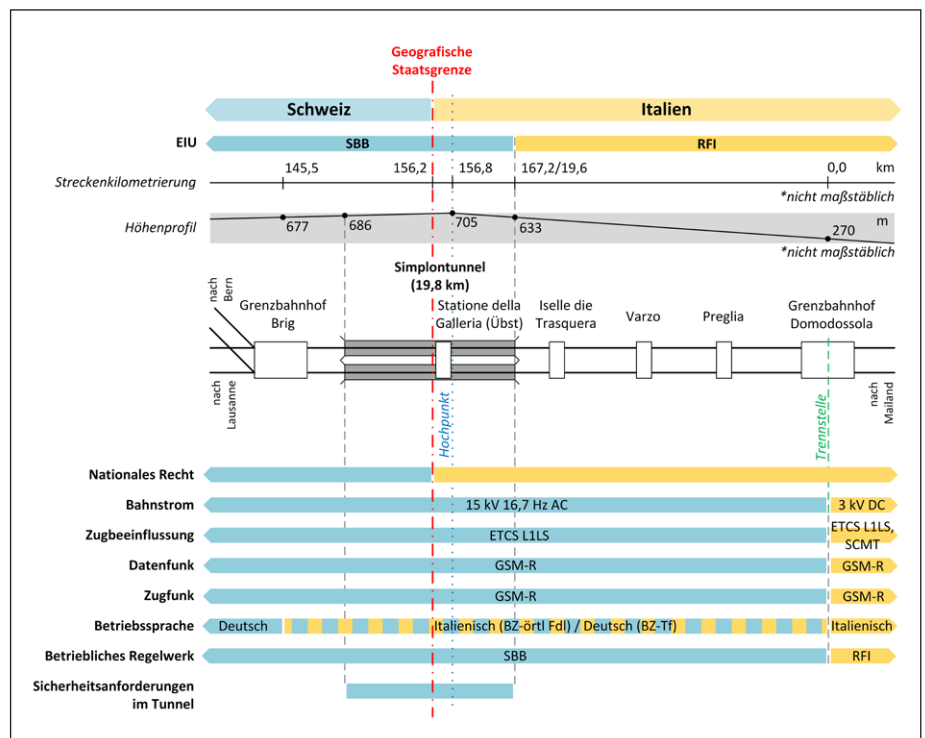 Geografische
Staatsgrenze
Schweiz
Italien
EIU
SBB
RFI
145,5
156,2
156,8
167,2/19,6
0,0
km
Streckenkilometrierung
*nicht maßstäblich
Höhenprofil
677
686
705
633
270
m
*nicht maßstäblich
Simplontunnel
(19,8 km)
nach
Bern
Grenzbahnhof
Brig
Statione della
Galleria (Übst)
Iselle die
Trasquera
Varzo
Preglia
Grenzbahnhof
Domodossola
nach
Lausanne
Hochpunkt
Trennstelle
nach
Mailand
Nationales Recht
Bahnstrom
15 kV 16,7 Hz AC
3 kV DC
Zugbeeinflussung
ETCS L1LS
ETCS L1LS,
SCMT
Datenfunk
GSM-R
GSM-R
Zugfunk
GSM-R
GSM-R
Betriebssprache
Deutsch
Italienisch (BZ-örtl Fdl) / Deutsch (BZ-Tf)
Italienisch
Betriebliches Regelwerk
SBB
RFI
Sicherheitsanforderungen
im Tunnel